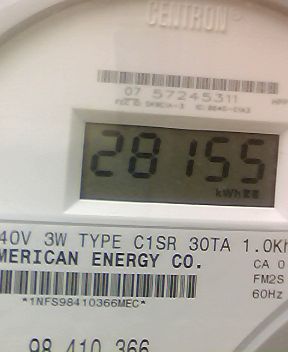 CENTRON®
07 57245311
28155
kWh
40V 3W TYPE C1SR 30TA 1.0Kh
MERICAN ENERGY CO.
CA 0
FM2S
*1NFS98410366MEC*
60Hz
98 410 366